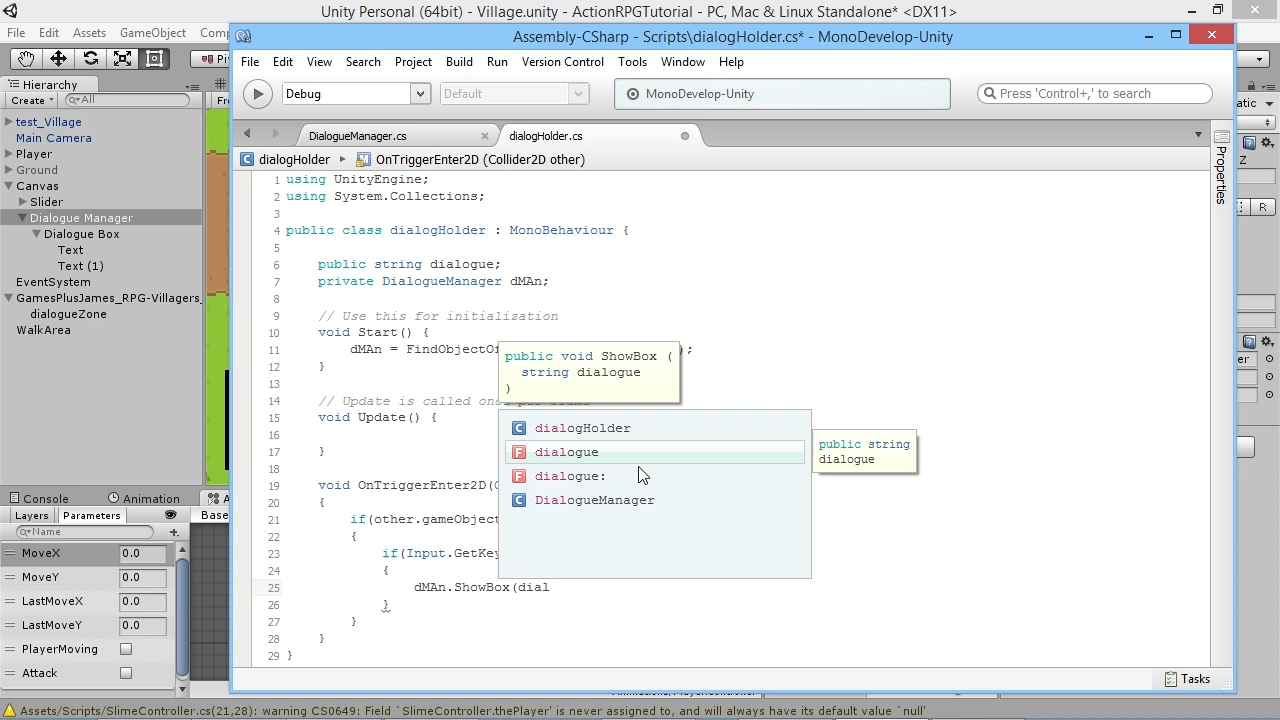 Unity Personal (64bit) - Village.unity - ActionRPGTutorial - PC, Mac & Linux Standalone* <DX11>
File Edit Assets GameObject Comp
Assembly-CSharp - Scripts\dialogHolder.cs* - MonoDevelop-Unity
File Edit View Search Project Build Run Version Control Tools Window Help
Debug Default MonoDevelop-Unity Press 'Control+,' to search
Hierarchy
Create All
DialogueManager.cs dialogHolder.cs
dialogHolder OnTriggerEnter2D (Collider2D other)
Properties
test_Village
Main Camera
Player
Ground
Canvas
Slider
Dialogue Manager
Dialogue Box
Text
Text (1)
EventSystem
GamesPlusJames_RPG-Villagers_
dialogueZone
WalkArea
1 using UnityEngine;
2 using System.Collections;
3
4 public class dialogHolder : MonoBehaviour {
5
6 public string dialogue;
7 private DialogueManager dMAn;
8
9 // Use this for initialization
10 void Start() {
11 dMAn = FindObjectO );
12 }
13
14 // Update is called once per frame
15 void Update() {
16
17 }
18
19 void OnTriggerEnter2D(
20 {
21 if(other.gameObject
22 {
23 if(Input.GetKey
24 {
25 dMAn.ShowBox(dial
26 }
27 }
28 }
29 }
public void ShowBox (
string dialogue
)
dialogHolder
dialogue
dialogue:
DialogueManager
public string
dialogue
Console Animation A
Layers Parameters Base
Name
MoveX 0.0
MoveY 0.0
LastMoveX 0.0
LastMoveY 0.0
PlayerMoving
Attack
Tasks
Z
R
Assets/Scripts/SlimeController.cs(21,28): warning CS0649: Field `SlimeController.thePlayer' is never assigned to, and will always have its default value `null'